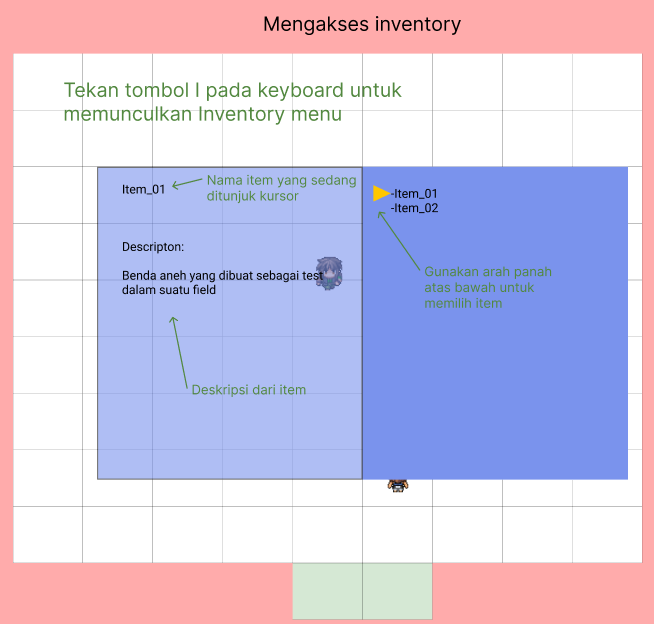 Mengakses inventory
Tekan tombol I pada keyboard untuk
memunculkan Inventory menu
Item_01
Nama item yang sedang
ditunjuk kursor
Descripton:
Benda aneh yang dibuat sebagai test
dalam suatu field
Deskripsi dari item
-Item_01
-Item_02
Gunakan arah panah
atas bawah untuk
memilih item